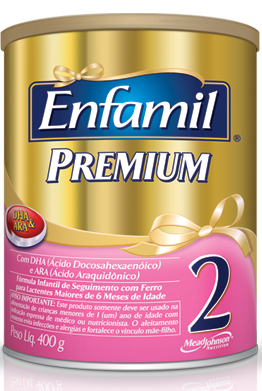 Enfamil®
PREMIUM
DHA
& ARA
Com DHA (Ácido Docosahexaenóico)
e ARA (Ácido Araquidônico)
Fórmula Infantil de Seguimento com Ferro
para Lactentes Maiores de 6 Meses de Idade
AVISO IMPORTANTE: Este produto somente deve ser usado na
alimentação de crianças menores de 1 (um) ano de idade com
indicação expressa de médico ou nutricionista. O aleitamento
materno evita infecções e alergias e fortalece o vínculo mãe-filho.
Peso Líq. 400 g
2
MeadJohnson
Nutrition